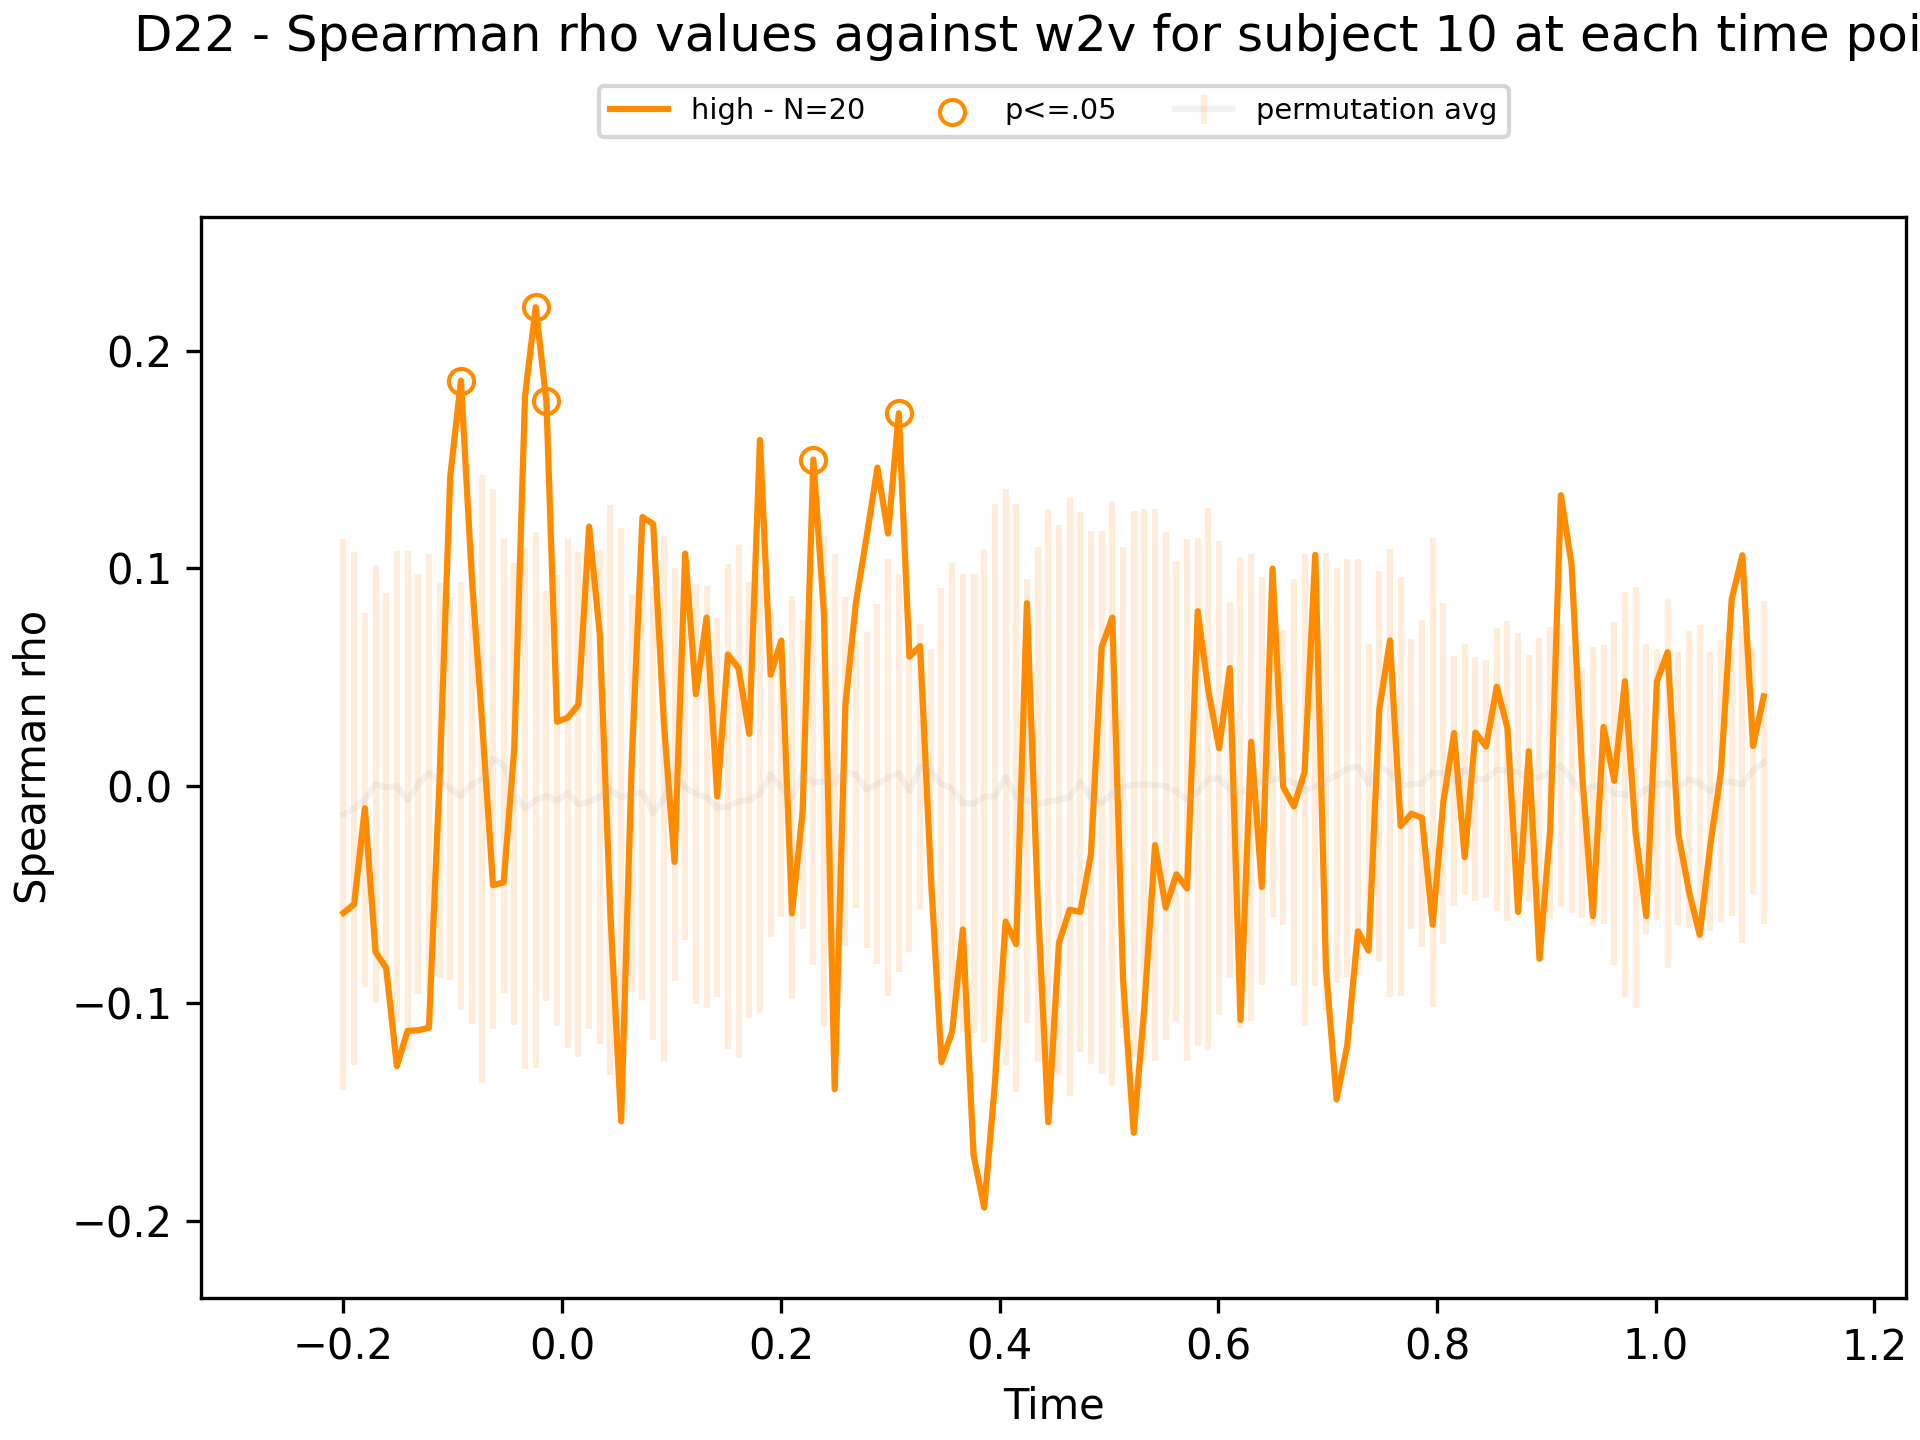 D22 - Spearman rho values against w2v for subject 10 at each time poi
high - N=20 p<=.05 permutation avg
Spearman rho
0.2
0.1
0.0
−0.1
−0.2
−0.2 0.0 0.2 0.4 0.6 0.8 1.0 1.2
Time